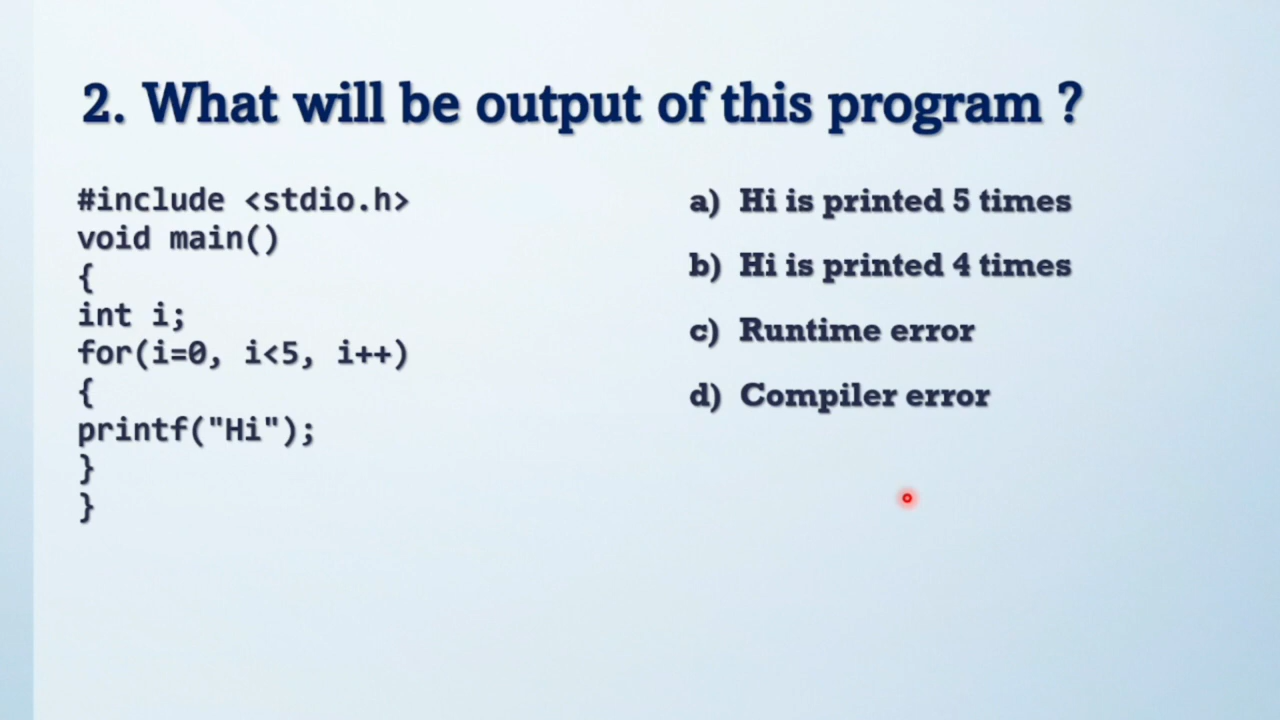 2. What will be output of this program ?
#include <stdio.h>
void main()
{
int i;
for(i=0, i<5, i++)
{
printf("Hi");
}
}
a) Hi is printed 5 times
b) Hi is printed 4 times
c) Runtime error
d) Compiler error